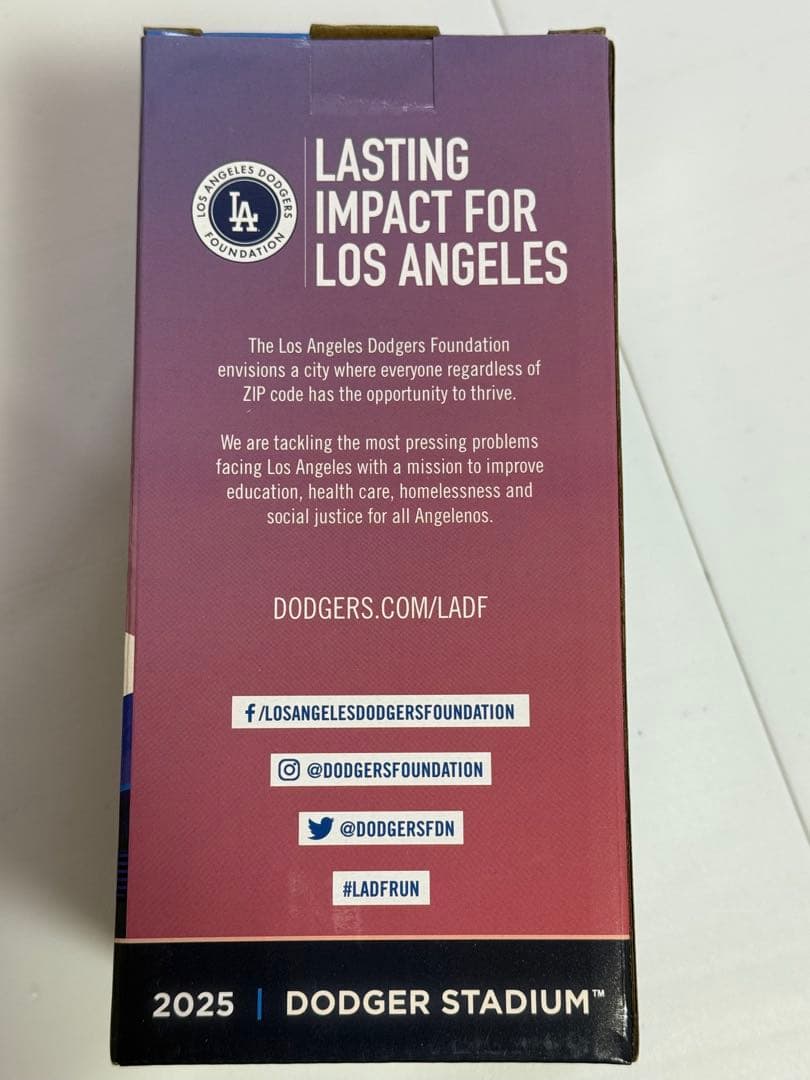 LOS ANGELES DODGERS
LA
FOUNDATION
LASTING
IMPACT FOR
LOS ANGELES
The Los Angeles Dodgers Foundation
envisions a city where everyone regardless of
ZIP code has the opportunity to thrive.
We are tackling the most pressing problems
facing Los Angeles with a mission to improve
education, health care, homelessness and
social justice for all Angelenos.
DODGERS.COM/LADF
f/LOSANGELESDODGERSFOUNDATION
@DODGERSFOUNDATION
@DODGERSFDN
#LADFRUN
2025 | DODGER STADIUM™